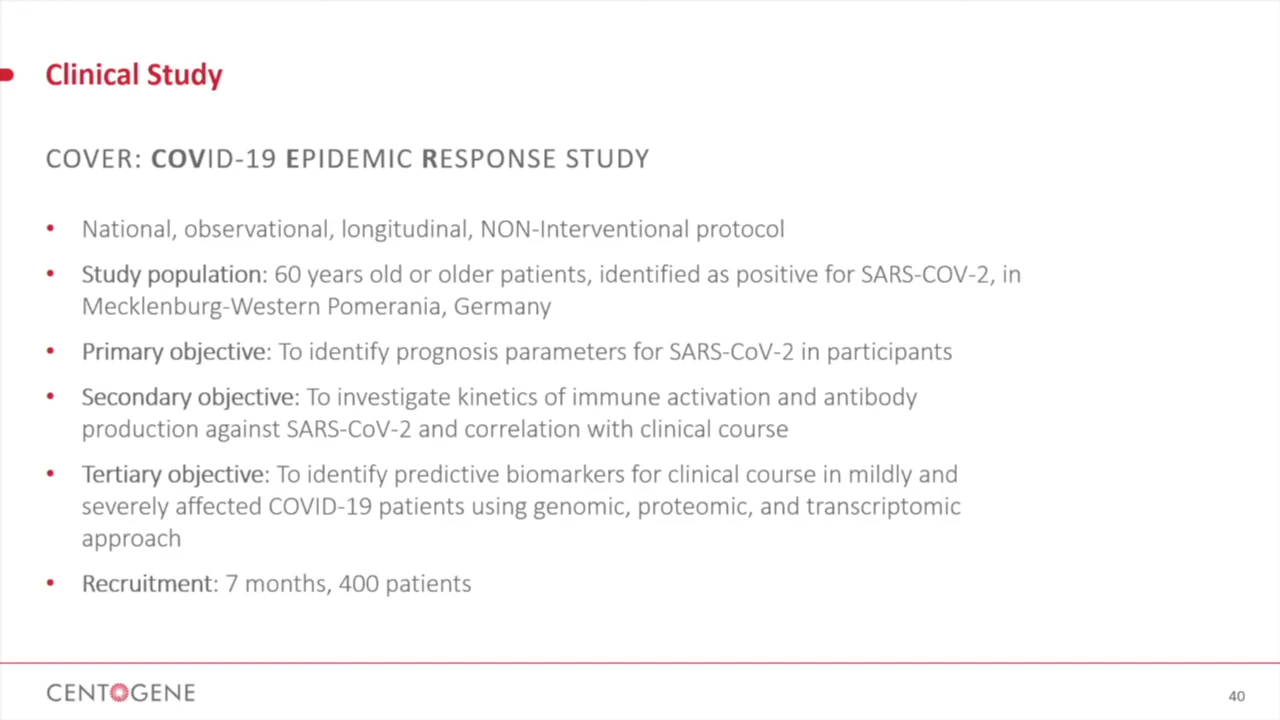 Clinical Study
COVER: COVID-19 EPIDEMIC RESPONSE STUDY
• National, observational, longitudinal, NON-Interventional protocol
• Study population: 60 years old or older patients, identified as positive for SARS-COV-2, in
Mecklenburg-Western Pomerania, Germany
• Primary objective: To identify prognosis parameters for SARS-CoV-2 in participants
• Secondary objective: To investigate kinetics of immune activation and antibody
production against SARS-CoV-2 and correlation with clinical course
• Tertiary objective: To identify predictive biomarkers for clinical course in mildly and
severely affected COVID-19 patients using genomic, proteomic, and transcriptomic
approach
• Recruitment: 7 months, 400 patients
CENTOGENE
40